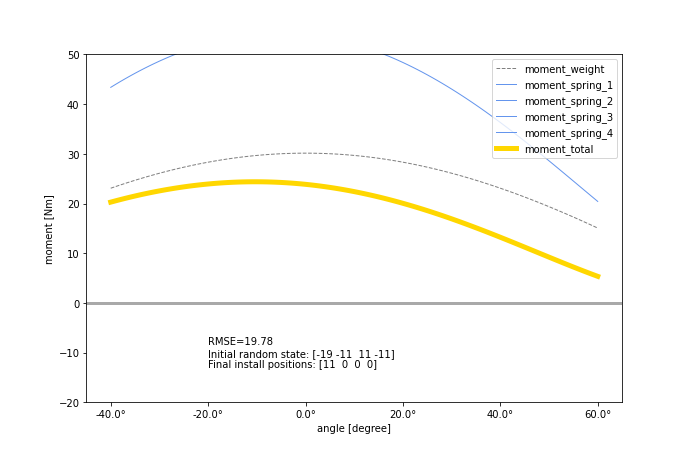 50
40
30
20
10
0
−10
−20
moment [Nm]
moment_weight
moment_spring_1
moment_spring_2
moment_spring_3
moment_spring_4
moment_total
RMSE=19.78
Initial random state: [-19 -11  11 -11]
Final install positions: [11  0  0  0]
-40.0° -20.0° 0.0° 20.0° 40.0° 60.0°
angle [degree]